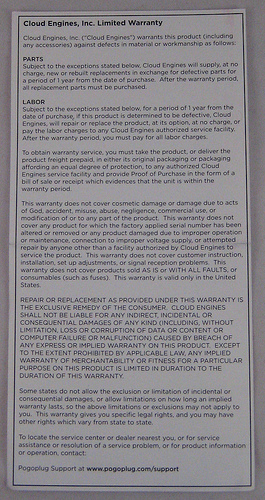 Cloud Engines, Inc. Limited Warranty
Cloud Engines, Inc. ("Cloud Engines") warrants this product (including
any accessories) against defects in material or workmanship as follows:
PARTS
Subject to the exceptions stated below, Cloud Engines will supply, at no
charge, new or rebuilt replacements in exchange for defective parts for
a period of 1 year from the date of purchase. After the warranty period,
all replacement parts must be purchased.
LABOR
Subject to the exceptions stated below, for a period of 1 year from the
date of purchase, if this product is determined to be defective, Cloud
Engines, will repair or replace the product, at its option, at no charge, or
pay the labor charges to any Cloud Engines authorized service facility.
After the warranty period, you must pay for all labor charges.
To obtain warranty service, you must take the product, or deliver the
product freight prepaid, in either its original packaging or packaging
affording an equal degree of protection, to any authorized Cloud
Engines service facility and provide Proof of Purchase in the form of a
bill of sale or receipt which evidences that the unit is within the
warranty period.
This warranty does not cover cosmetic damage or damage due to acts
of God, accident, misuse, abuse, negligence, commercial use, or
modification of or to any part of the product. This warranty does not
cover any product for which the factory applied serial number has been
altered or removed or any product damaged due to improper operation
or maintenance, connection to improper voltage supply, or attempted
repair by anyone other than a facility authorized by Cloud Engines to
service the product. This warranty does not cover customer instruction,
installation, set up adjustments, or signal reception problems. This
warranty does not cover products sold AS IS or WITH ALL FAULTS, or
consumables (such as fuses). This warranty is valid only in the United
States.
REPAIR OR REPLACEMENT AS PROVIDED UNDER THIS WARRANTY IS
THE EXCLUSIVE REMEDY OF THE CONSUMER. CLOUD ENGINES
SHALL NOT BE LIABLE FOR ANY INDIRECT, INCIDENTAL OR
CONSEQUENTIAL DAMAGES OF ANY KIND (INCLUDING, WITHOUT
LIMITATION, LOSS OR CORRUPTION OF DATA OR CONTENT OR
COMPUTER FAILURE OR MALFUNCTION) CAUSED BY BREACH OF
ANY EXPRESS OR IMPLIED WARRANTY ON THIS PRODUCT. EXCEPT
TO THE EXTENT PROHIBITED BY APPLICABLE LAW, ANY IMPLIED
WARRANTY OF MERCHANTABILITY OR FITNESS FOR A PARTICULAR
PURPOSE ON THIS PRODUCT IS LIMITED IN DURATION TO THE
DURATION OF THIS WARRANTY.
Some states do not allow the exclusion or limitation of incidental or
consequential damages, or allow limitations on how long an implied
warranty lasts, so the above limitations or exclusions may not apply to
you. This warranty gives you specific legal rights, and you may have
other rights which vary from state to state.
To locate the service center or dealer nearest you, or for service
assistance or resolution of a service problem, or for product information
or operation, contact:
Pogoplug Support at www.pogoplug.com/support